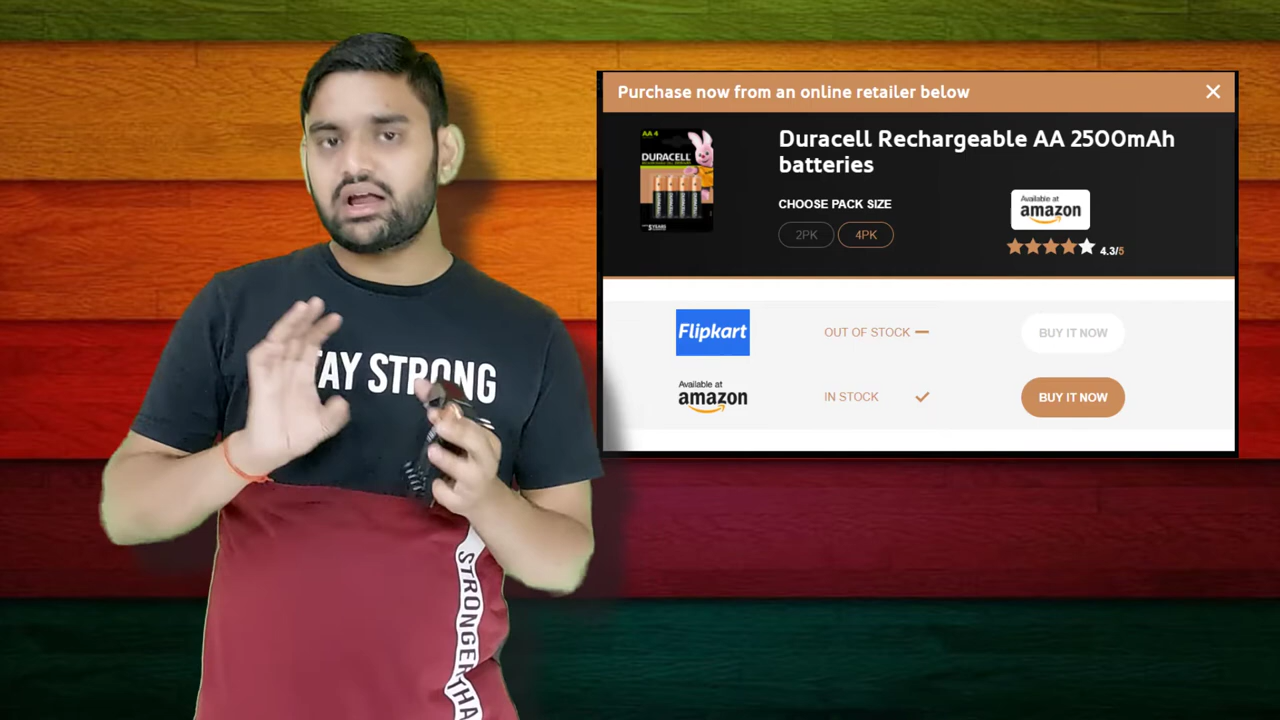 Purchase now from an online retailer below
AA 4
DURACELL
Duracell Rechargeable AA 2500mAh
batteries
CHOOSE PACK SIZE
2PK
4PK
Available at
amazon
4.3/5
Flipkart
OUT OF STOCK
BUY IT NOW
Available at
amazon
IN STOCK
BUY IT NOW
TAY STRONG
STRONGER THA